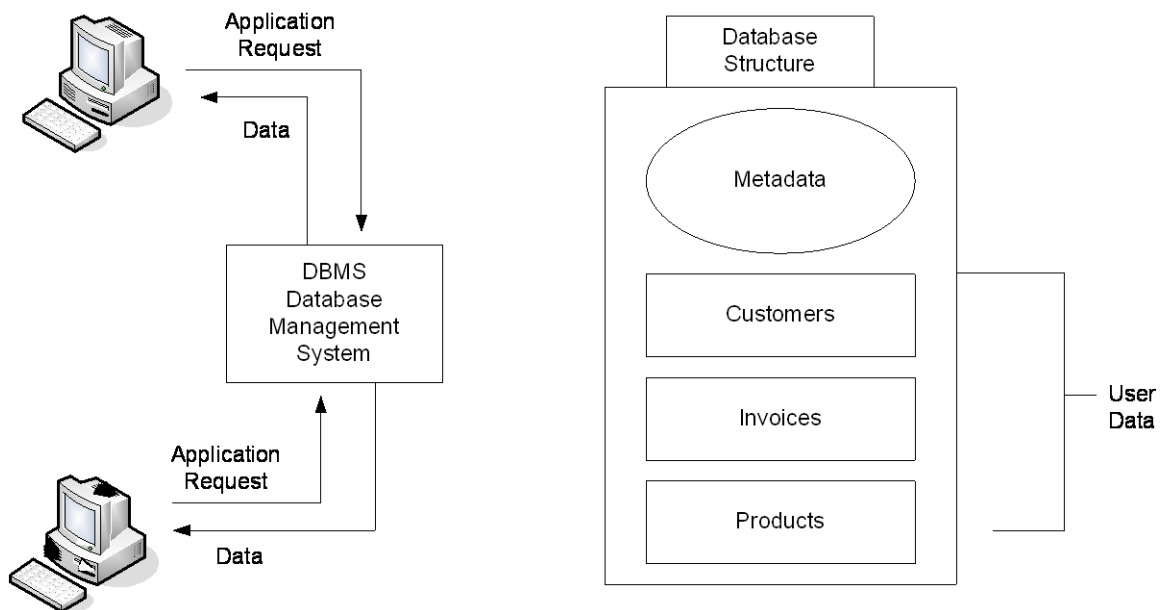 Application
Request
Data
DBMS
Database
Management
System
Application
Request
Data
Database
Structure
Metadata
Customers
Invoices
Products
User
Data